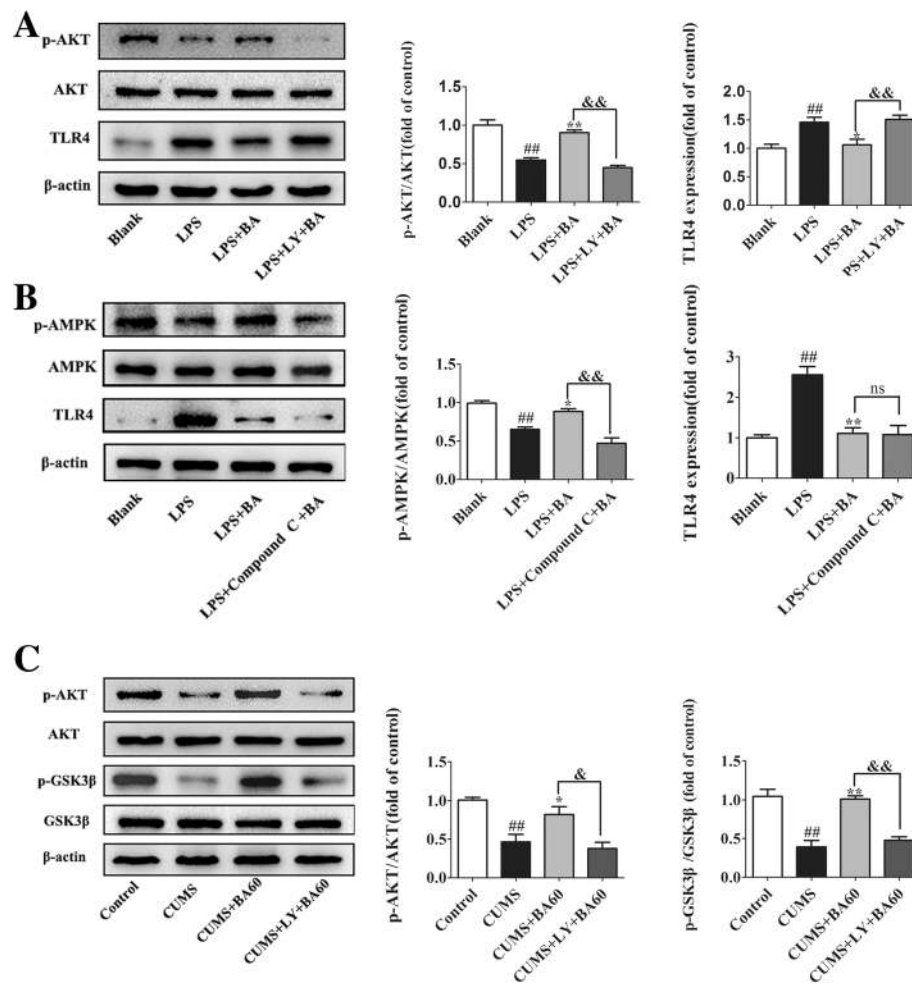 A
p-AKT
AKT
TLR4
β-actin
Blank
LPS
LPS+BA
LPS+LY+BA
p-AKT/AKT(fold of control)
1.5
1.0
0.5
0.0
##
**
&&
Blank
LPS
LPS+BA
LPS+LY+BA
TLR4 expression(fold of control)
2.0
1.5
1.0
0.5
0.0
##
*
&&
Blank
LPS
LPS+BA
PS+LY+BA
B
p-AMPK
AMPK
TLR4
β-actin
Blank
LPS
LPS+BA
LPS+Compound C+BA
p-AMPK/AMPK(fold of control)
1.5
1.0
0.5
0.0
##
*
&&
Blank
LPS
LPS+BA
LPS+Compound C+BA
TLR4 expression(fold of control)
3
2
1
0
##
**
ns
Blank
LPS
LPS+BA
LPS+Compound C+BA
C
p-AKT
AKT
p-GSK3β
GSK3β
β-actin
Control
CUMS
CUMS+BA60
CUMS+LY+BA60
p-AKT/AKT(fold of control)
1.5
1.0
0.5
0.0
##
*
&
Control
CUMS
CUMS+BA60
CUMS+LY+BA60
p-GSK3β /GSK3β (fold of control)
1.5
1.0
0.5
0.0
##
**
&&
Control
CUMS
CUMS+BA60
CUMS+LY+BA60